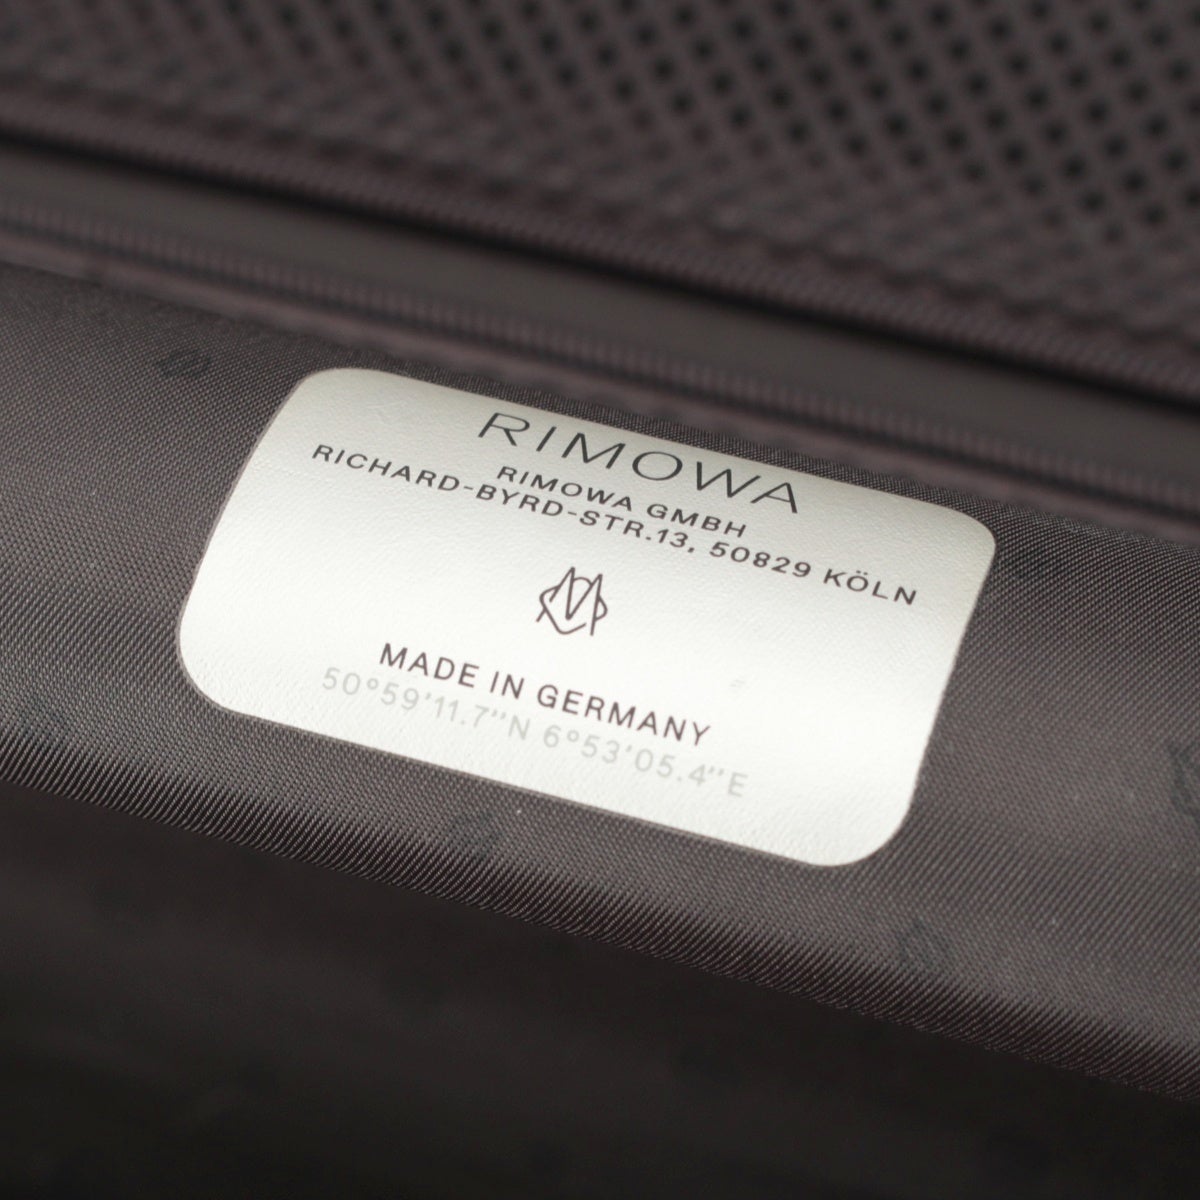 RIMOWA
RIMOWA GMBH
RICHARD-BYRD-STR.13, 50829 KÖLN
MADE IN GERMANY
50°59'11.7"N 6°53'05.4"E